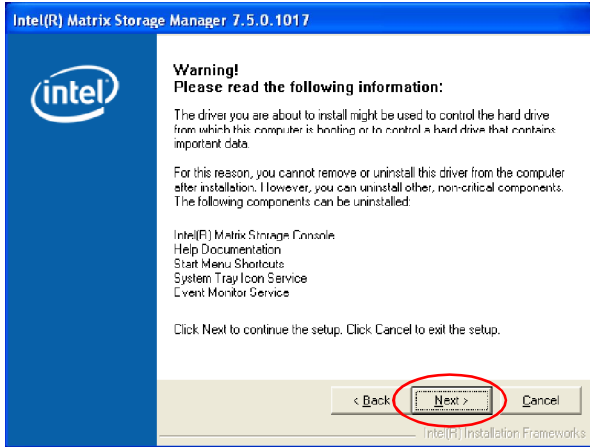 Intel(R) Matrix Storage Manager 7.5.0.1017
intel
Warning!
Please read the following information:
The driver you are about to install might be used to control the hard drive
from which this computer is booting or to control a hard drive that contains
important data.
For this reason, you cannot remove or uninstall this driver from the computer
after installation. However, you can uninstall other, non-critical components.
The following components can be uninstalled:
Intel(R) Matrix Storage Console
Help Documentation
Start Menu Shortcuts
System Tray Icon Service
Event Monitor Service
Click Next to continue the setup. Click Cancel to exit the setup.
< Back Next > Cancel
Intel(R) Installation Frameworks